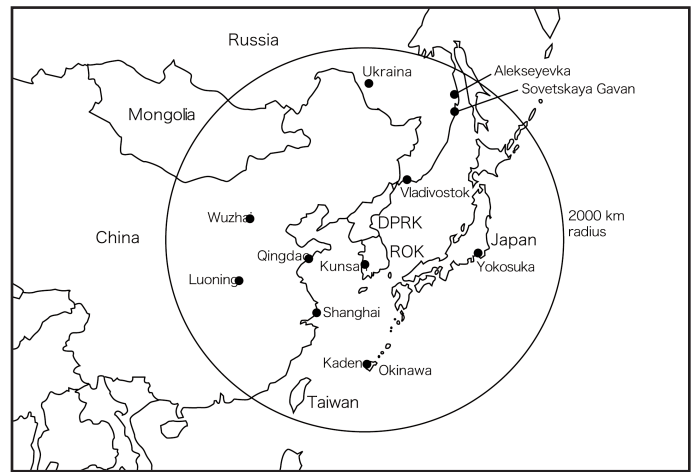 Russia
Ukraina
Alekseyevka
Sovetskaya Gavan
Mongolia
Vladivostok
Wuzhai
DPRK
2000 km
radius
China
Japan
Qingdao
ROK
Kunsan
Yokosuka
Luoning
Shanghai
Kadena
Okinawa
Taiwan